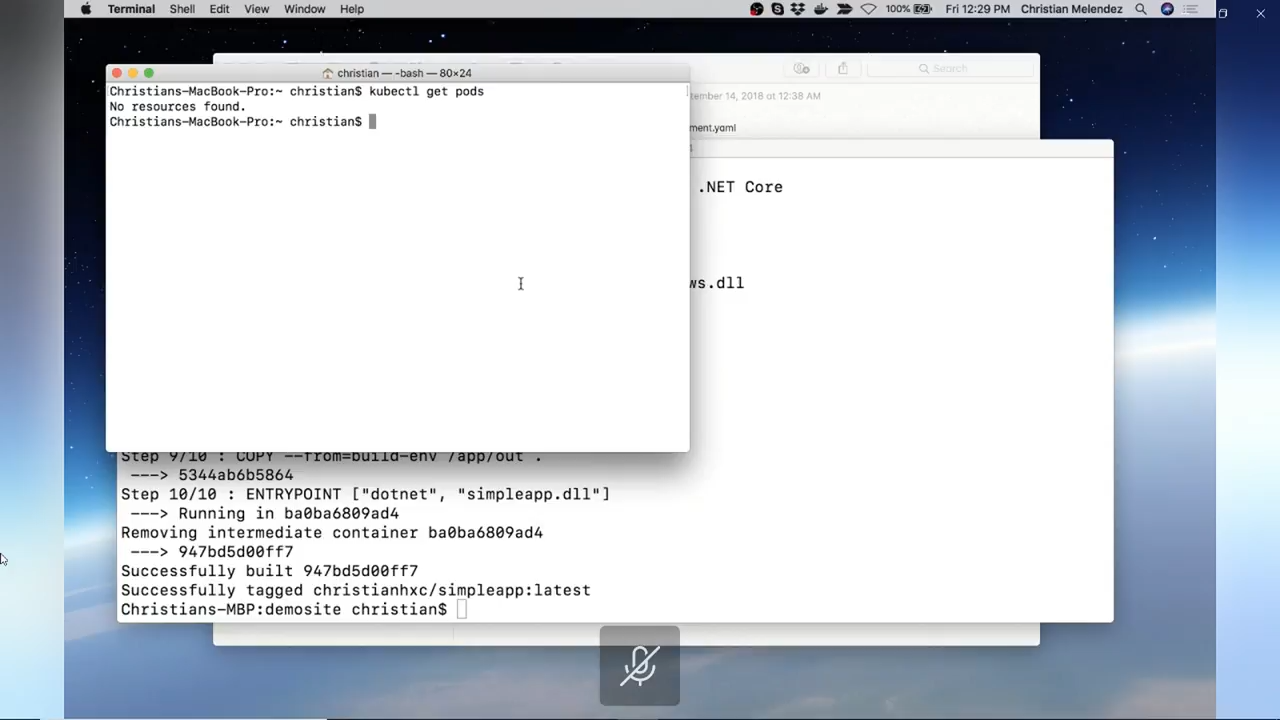 Terminal Shell Edit View Window Help 100% Fri 12:29 PM Christian Melendez
christian — -bash — 80×24
Search
Christians-MacBook-Pro:~ christian$ kubectl get pods
No resources found.
Christians-MacBook-Pro:~ christian$
tember 14, 2018 at 12:38 AM
ment.yaml
.NET Core
ws.dll
Step 9/10 : COPY --from=build-env /app/out .
---> 5344ab6b5864
Step 10/10 : ENTRYPOINT ["dotnet", "simpleapp.dll"]
---> Running in ba0ba6809ad4
Removing intermediate container ba0ba6809ad4
---> 947bd5d00ff7
Successfully built 947bd5d00ff7
Successfully tagged christianhxc/simpleapp:latest
Christians-MBP:demosite christian$